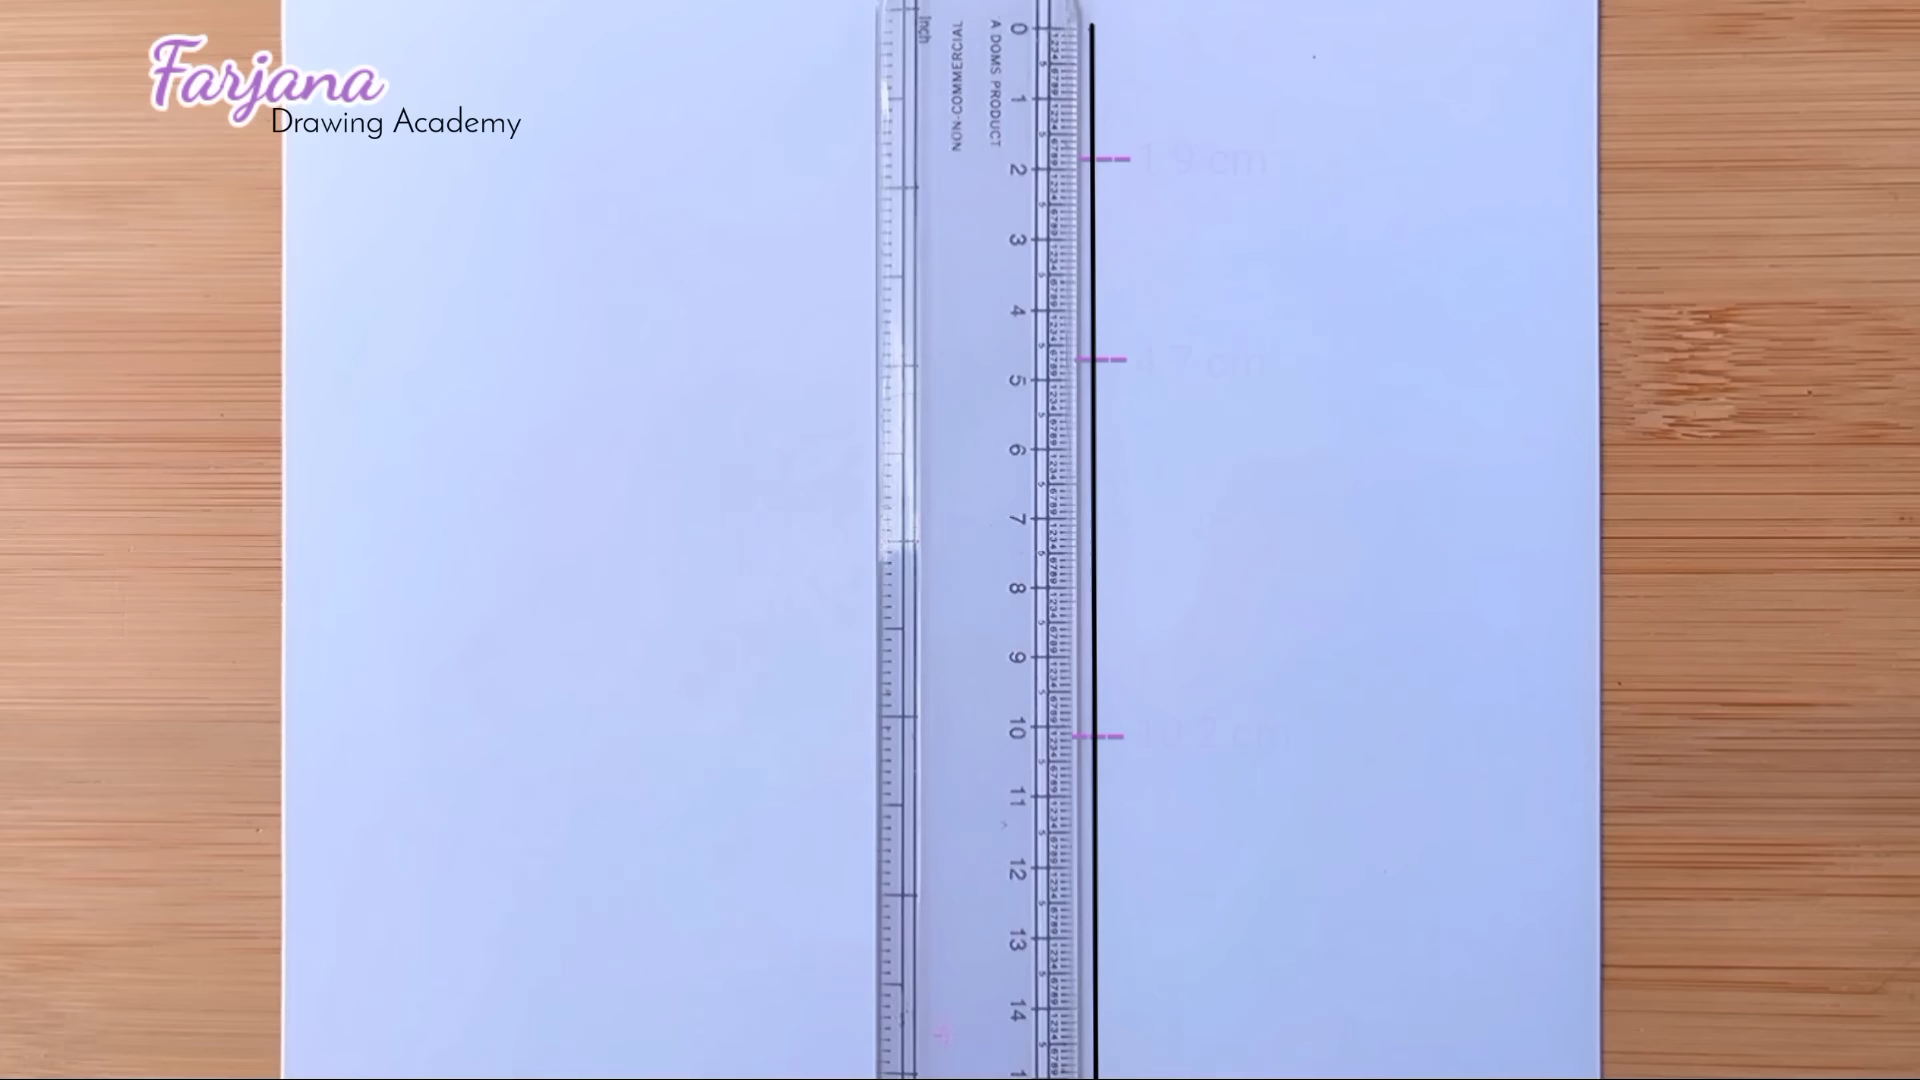 Farjana
Drawing Academy
Inch
NON-COMMERCIAL
A DOMS PRODUCT
0
1
2
3
4
5
6
7
8
9
10
11
12
13
14
1.9 cm
4.7 cm
10.2 cm